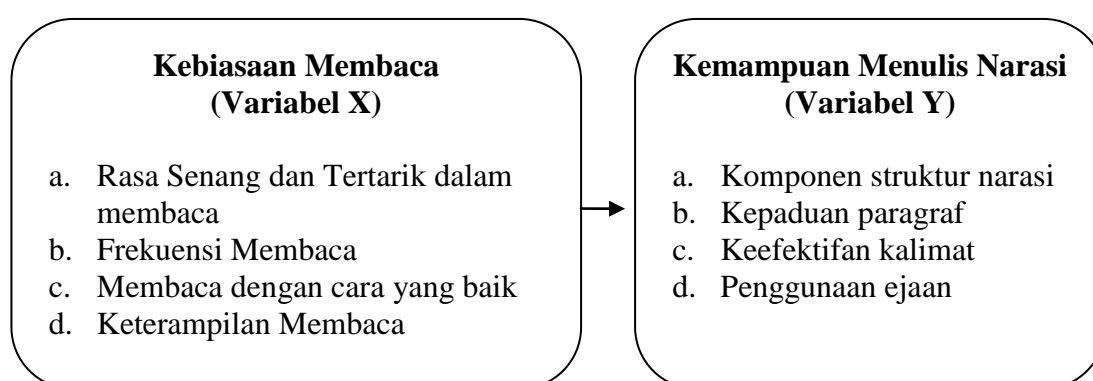 Kebiasaan Membaca
(Variabel X)
a. Rasa Senang dan Tertarik dalam
membaca
b. Frekuensi Membaca
c. Membaca dengan cara yang baik
d. Keterampilan Membaca
Kemampuan Menulis Narasi
(Variabel Y)
a. Komponen struktur narasi
b. Kepaduan paragraf
c. Keefektifan kalimat
d. Penggunaan ejaan